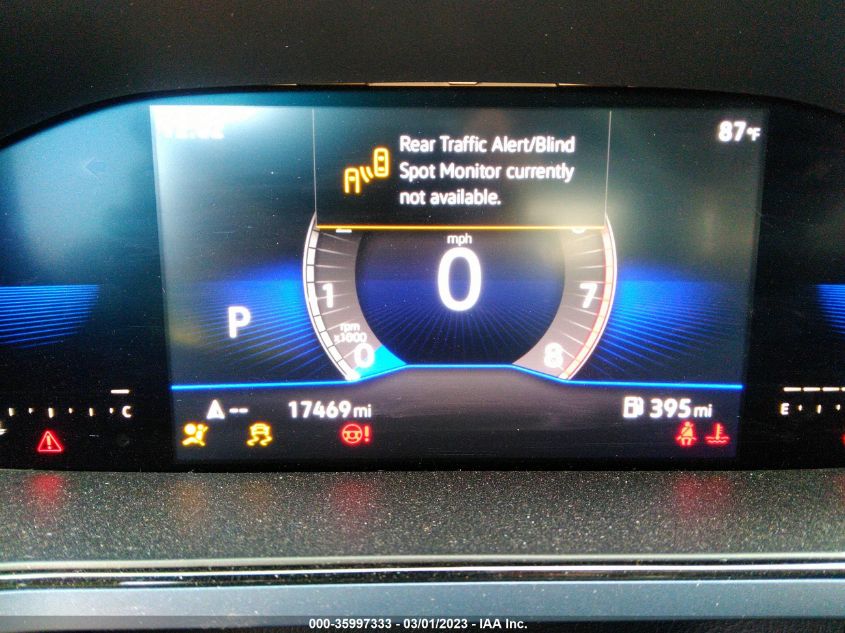 87°F
Rear Traffic Alert/Blind
Spot Monitor currently
not available.
mph
0
1
7
P
rpm
x1000
0
8
C
E
A --
17469 mi
395 mi
!
000-35997333 - 03/01/2023 - IAA Inc.